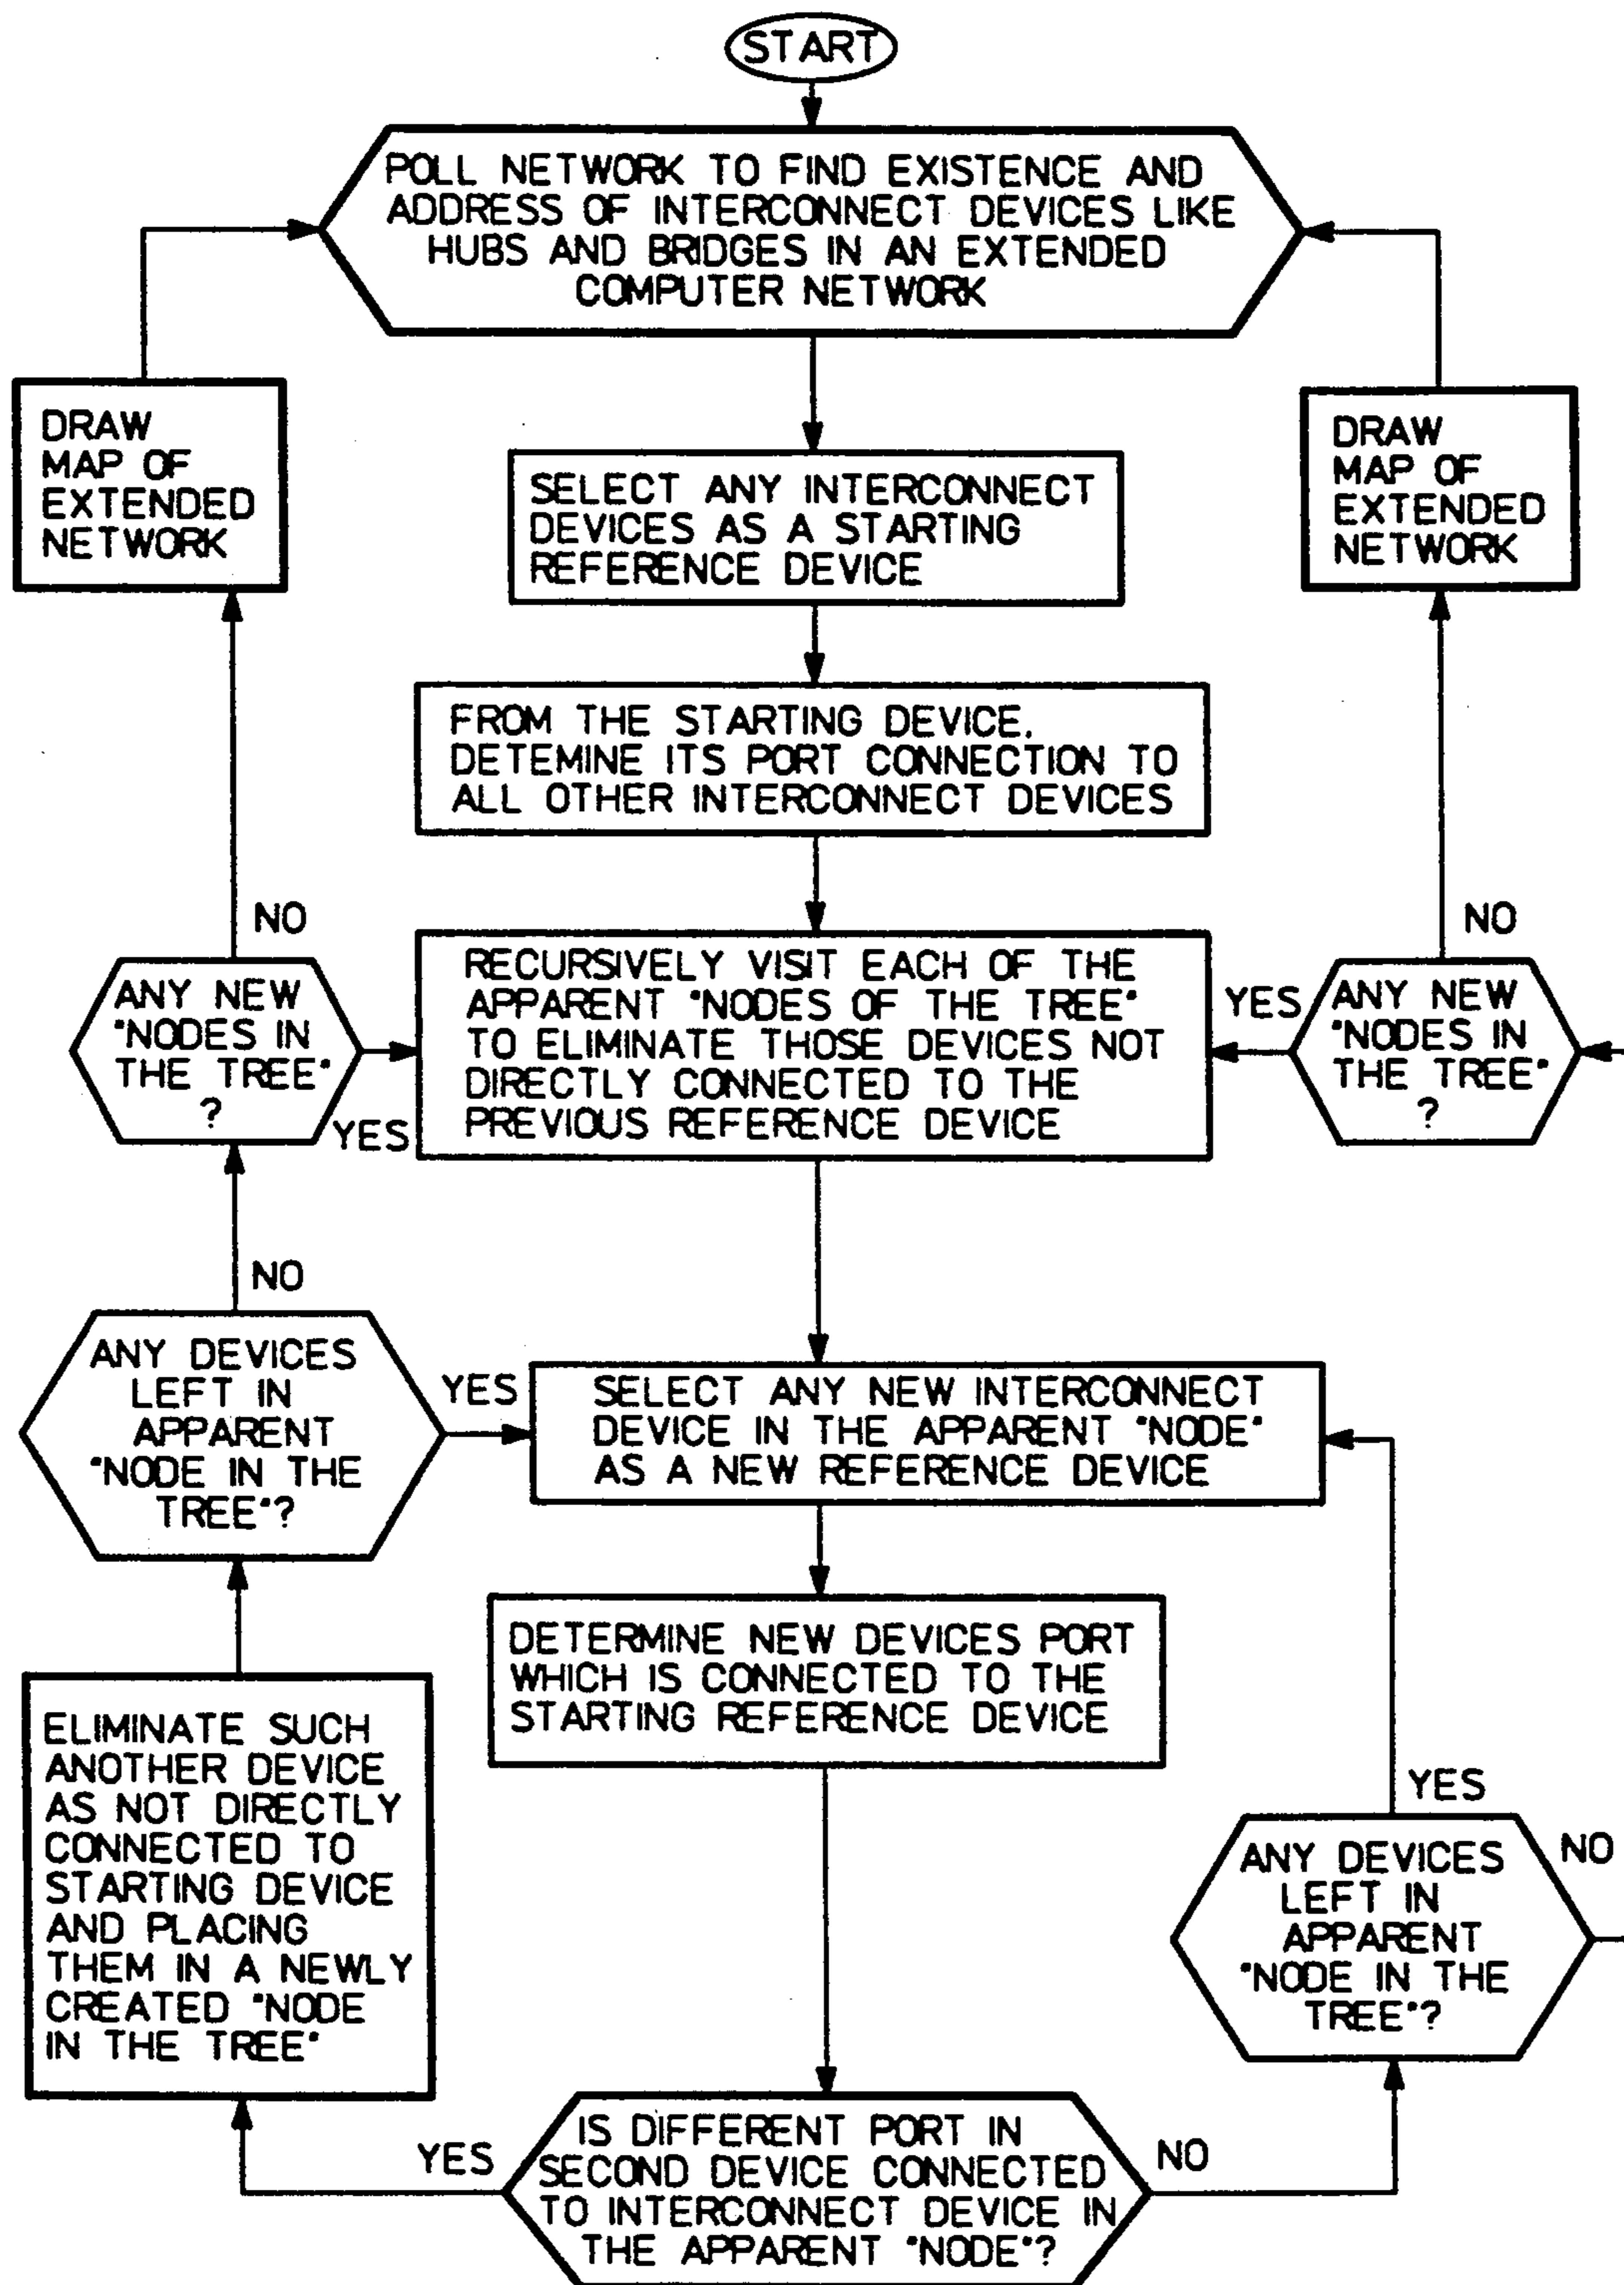 START
POLL NETWORK TO FIND EXISTENCE AND
ADDRESS OF INTERCONNECT DEVICES LIKE
HUBS AND BRIDGES IN AN EXTENDED
COMPUTER NETWORK
DRAW
MAP OF
EXTENDED
NETWORK
SELECT ANY INTERCONNECT
DEVICES AS A STARTING
REFERENCE DEVICE
DRAW
MAP OF
EXTENDED
NETWORK
FROM THE STARTING DEVICE.
DETEMINE ITS PORT CONNECTION TO
ALL OTHER INTERCONNECT DEVICES
NO
NO
ANY NEW
"NODES IN
THE TREE"
?
YES
RECURSIVELY VISIT EACH OF THE
APPARENT "NODES OF THE TREE"
TO ELIMINATE THOSE DEVICES NOT
DIRECTLY CONNECTED TO THE
PREVIOUS REFERENCE DEVICE
YES
ANY NEW
"NODES IN
THE TREE"
?
NO
ANY DEVICES
LEFT IN
APPARENT
"NODE IN THE
TREE"?
YES
SELECT ANY NEW INTERCONNECT
DEVICE IN THE APPARENT "NODE"
AS A NEW REFERENCE DEVICE
DETERMINE NEW DEVICES PORT
WHICH IS CONNECTED TO THE
STARTING REFERENCE DEVICE
ELIMINATE SUCH
ANOTHER DEVICE
AS NOT DIRECTLY
CONNECTED TO
STARTING DEVICE
AND PLACING
THEM IN A NEWLY
CREATED "NODE
IN THE TREE"
YES
NO
ANY DEVICES
LEFT IN
APPARENT
"NODE IN THE
TREE"?
YES
IS DIFFERENT PORT IN
SECOND DEVICE CONNECTED
TO INTERCONNECT DEVICE IN
THE APPARENT "NODE"?
NO